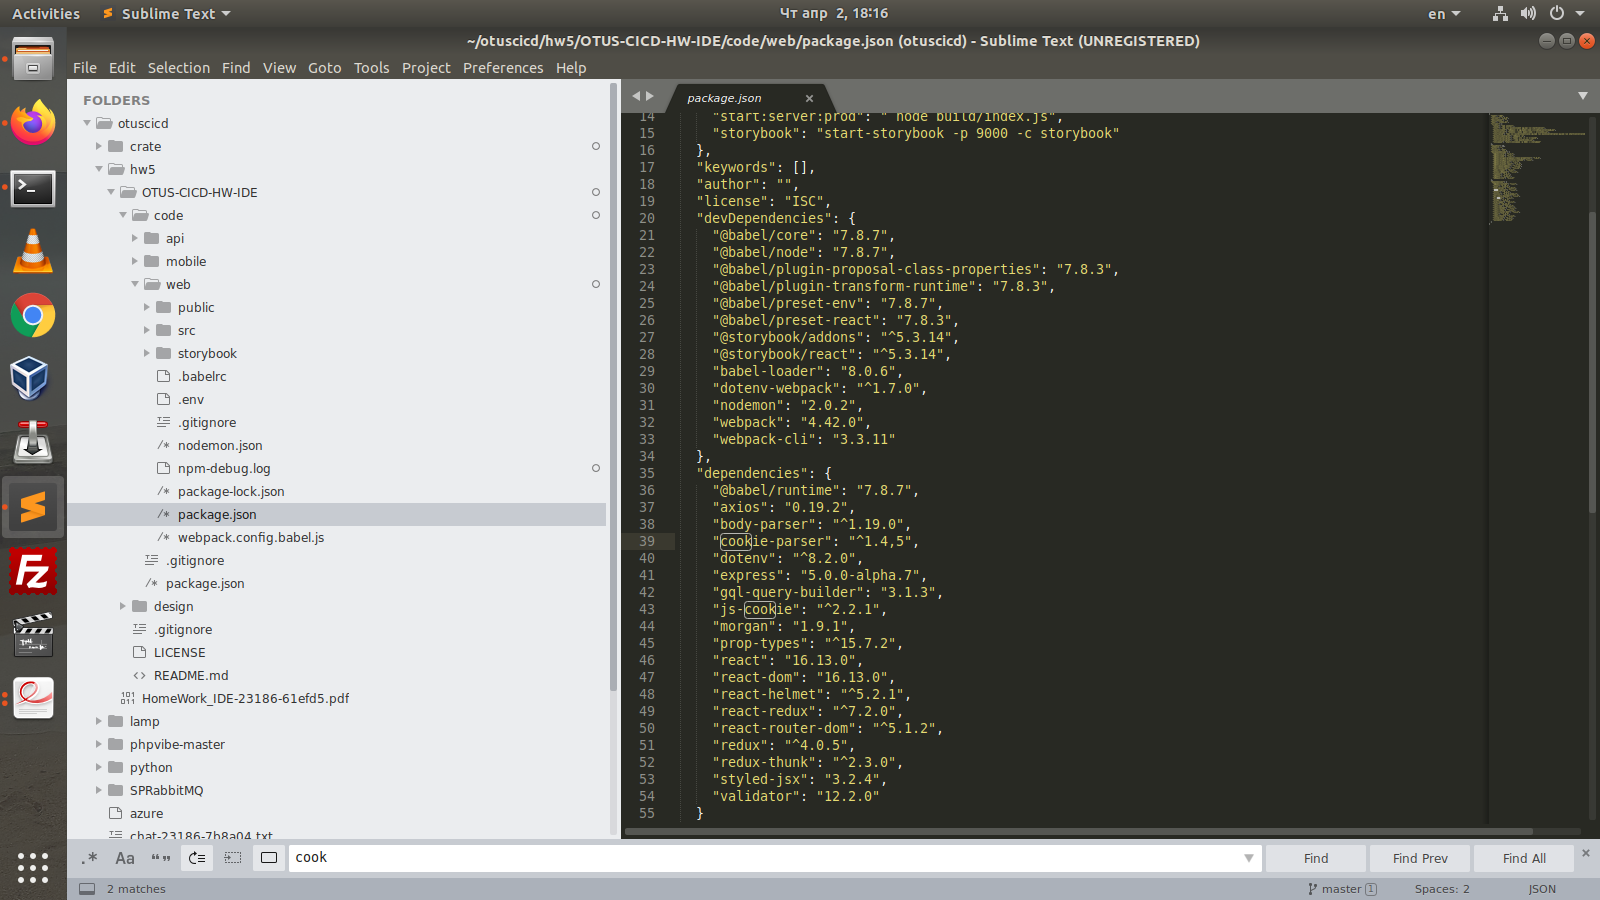 Activities
Sublime Text
Чт апр 2, 18:16
en
~/otuscicd/hw5/OTUS-CICD-HW-IDE/code/web/package.json (otuscicd) - Sublime Text (UNREGISTERED)
File Edit Selection Find View Goto Tools Project Preferences Help
FOLDERS
otuscicd
crate
hw5
OTUS-CICD-HW-IDE
code
api
mobile
web
public
src
storybook
.babelrc
.env
.gitignore
nodemon.json
npm-debug.log
package-lock.json
package.json
webpack.config.babel.js
.gitignore
package.json
design
.gitignore
LICENSE
README.md
HomeWork_IDE-23186-61efd5.pdf
lamp
phpvibe-master
python
SPRabbitMQ
azure
chat-23186-7b8a04.txt
package.json
14 "start:server:prod": " node build/index.js",
15 "storybook": "start-storybook -p 9000 -c storybook"
16 },
17 "keywords": [],
18 "author": "",
19 "license": "ISC",
20 "devDependencies": {
21 "@babel/core": "7.8.7",
22 "@babel/node": "7.8.7",
23 "@babel/plugin-proposal-class-properties": "7.8.3",
24 "@babel/plugin-transform-runtime": "7.8.3",
25 "@babel/preset-env": "7.8.7",
26 "@babel/preset-react": "7.8.3",
27 "@storybook/addons": "^5.3.14",
28 "@storybook/react": "^5.3.14",
29 "babel-loader": "8.0.6",
30 "dotenv-webpack": "^1.7.0",
31 "nodemon": "2.0.2",
32 "webpack": "4.42.0",
33 "webpack-cli": "3.3.11"
34 },
35 "dependencies": {
36 "@babel/runtime": "7.8.7",
37 "axios": "0.19.2",
38 "body-parser": "^1.19.0",
39 "cookie-parser": "^1.4,5",
40 "dotenv": "^8.2.0",
41 "express": "5.0.0-alpha.7",
42 "gql-query-builder": "3.1.3",
43 "js-cookie": "^2.2.1",
44 "morgan": "1.9.1",
45 "prop-types": "^15.7.2",
46 "react": "16.13.0",
47 "react-dom": "16.13.0",
48 "react-helmet": "^5.2.1",
49 "react-redux": "^7.2.0",
50 "react-router-dom": "^5.1.2",
51 "redux": "^4.0.5",
52 "redux-thunk": "^2.3.0",
53 "styled-jsx": "3.2.4",
54 "validator": "12.2.0"
55 }
.* Aa “” cook Find Find Prev Find All
2 matches
master 1
Spaces: 2
JSON